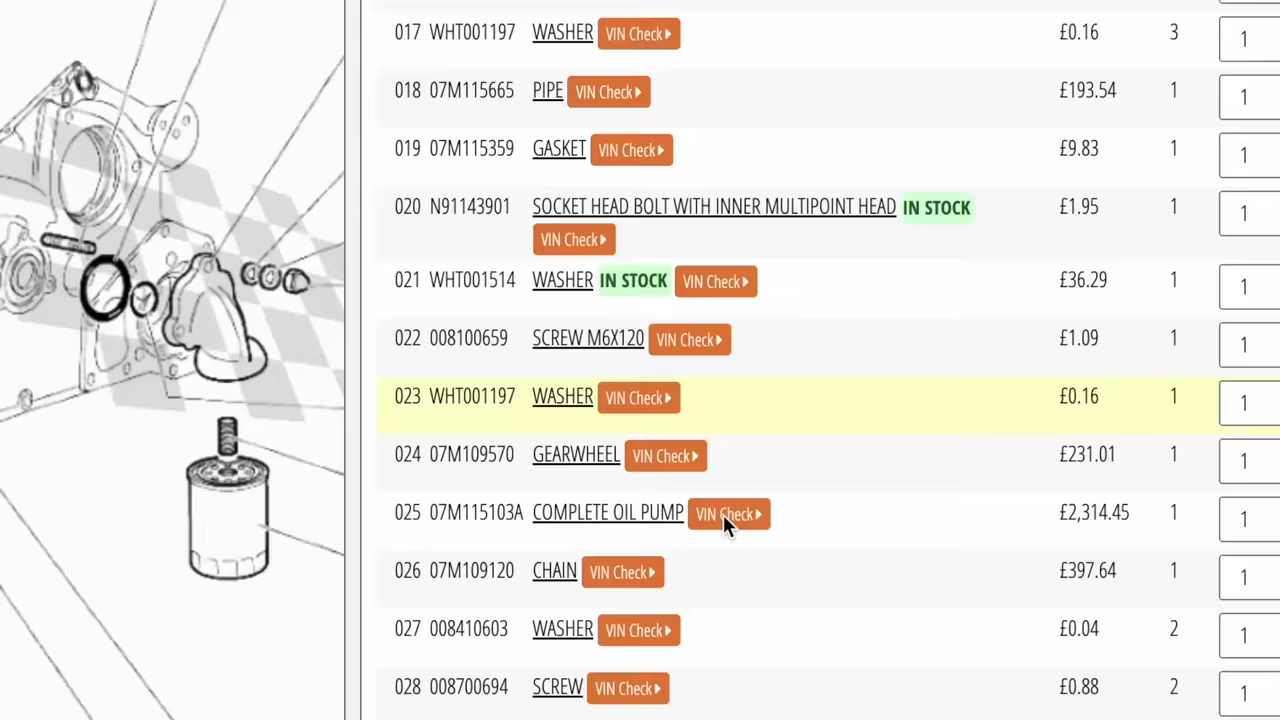 017 WHT001197 WASHER VIN Check £0.16 3 1
018 07M115665 PIPE VIN Check £193.54 1 1
019 07M115359 GASKET VIN Check £9.83 1 1
020 N91143901 SOCKET HEAD BOLT WITH INNER MULTIPOINT HEAD IN STOCK £1.95 1 1
VIN Check
021 WHT001514 WASHER IN STOCK VIN Check £36.29 1 1
022 008100659 SCREW M6X120 VIN Check £1.09 1 1
023 WHT001197 WASHER VIN Check £0.16 1 1
024 07M109570 GEARWHEEL VIN Check £231.01 1 1
025 07M115103A COMPLETE OIL PUMP VIN Check £2,314.45 1 1
026 07M109120 CHAIN VIN Check £397.64 1 1
027 008410603 WASHER VIN Check £0.04 2 1
028 008700694 SCREW VIN Check £0.88 2 1